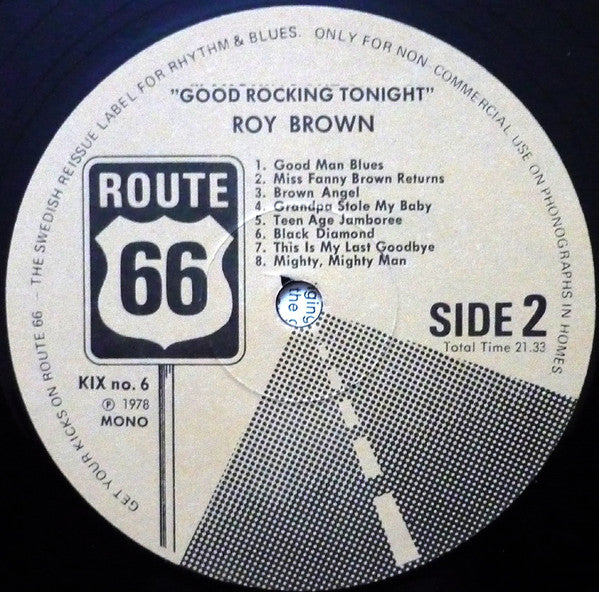 GET YOUR KICKS ON ROUTE 66 – THE SWEDISH REISSUE LABEL FOR RHYTHM & BLUES. ONLY FOR NON COMMERCIAL USE ON PHONOGRAPHS IN HOMES
"GOOD ROCKING TONIGHT"
ROY BROWN
1. Good Man Blues
2. Miss Fanny Brown Returns
3. Brown Angel
4. Grandpa Stole My Baby
5. Teen Age Jamboree
6. Black Diamond
7. This Is My Last Goodbye
8. Mighty, Mighty Man
ROUTE
66
ging
the
SIDE 2
Total Time 21.33
KIX no. 6
℗ 1978
MONO